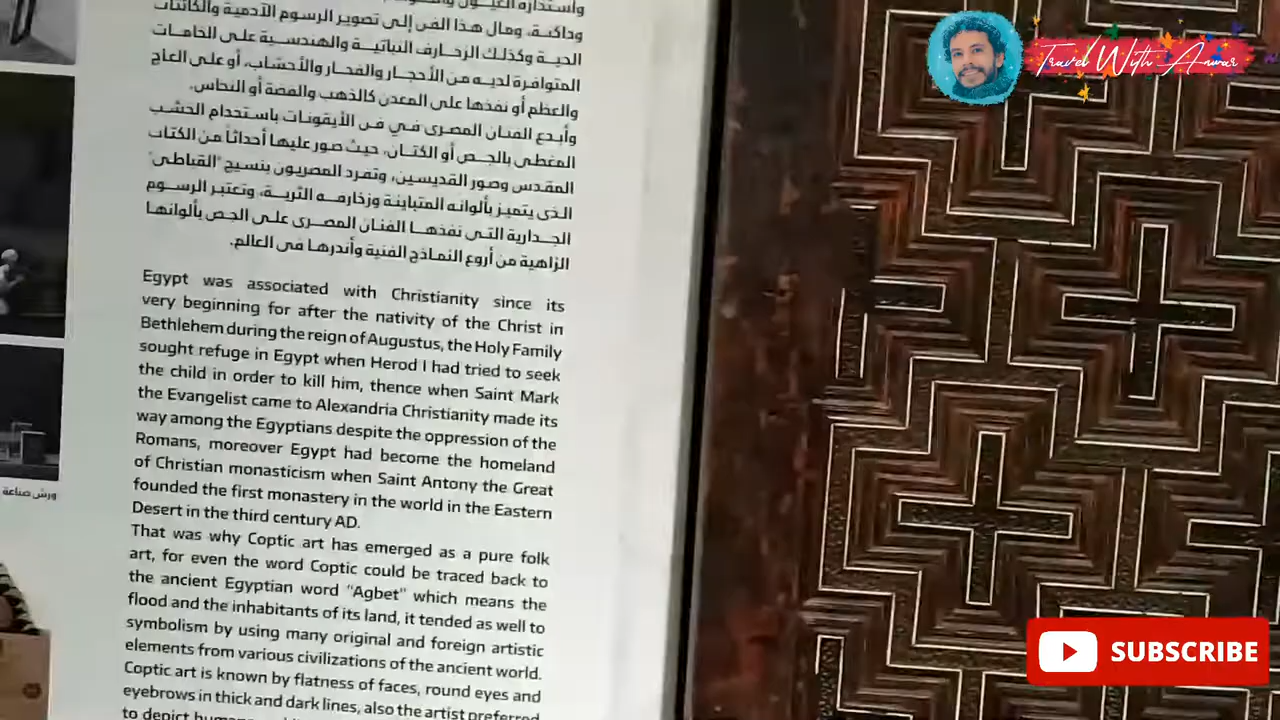 وداكنة، ومال هذا الفن إلى تصوير الرسوم الآدمية والكائنات
الحية وكذلك الزخارف النباتية والهندسية على الخامات
المتوافرة لديه من الأحجار والفخار والأخشاب، أو على العاج
والعظم أو نفذها على المعدن كالذهب والفضة أو النحاس.
وأبدع الفنان المصرى فى فن الأيقونات باستخدام الخشب
المغطى بالجص أو الكتان، حيث صور عليها أحداثاً من الكتاب
المقدس وصور القديسين، وتفرد المصريون بنسيج "القباطى"
الذى يتميز بألوانه المتباينة وزخارفه الثرية، وتعتبر الرسوم
الجدارية التى نفذها الفنان المصرى على الجص بألوانها
الزاهية من أروع النماذج الفنية وأندرها فى العالم.
Egypt was associated with Christianity since its
very beginning for after the nativity of the Christ in
Bethlehem during the reign of Augustus, the Holy Family
sought refuge in Egypt when Herod I had tried to seek
the child in order to kill him, thence when Saint Mark
the Evangelist came to Alexandria Christianity made its
way among the Egyptians despite the oppression of the
Romans, moreover Egypt had become the homeland
of Christian monasticism when Saint Antony the Great
founded the first monastery in the world in the Eastern
Desert in the third century AD.
That was why Coptic art has emerged as a pure folk
art, for even the word Coptic could be traced back to
the ancient Egyptian word "Agbet" which means the
flood and the inhabitants of its land, it tended as well to
symbolism by using many original and foreign artistic
elements from various civilizations of the ancient world.
Coptic art is known by flatness of faces, round eyes and
eyebrows in thick and dark lines, also the artist preferred
to depict
ورش صناعة
Travel With Anwar
SUBSCRIBE